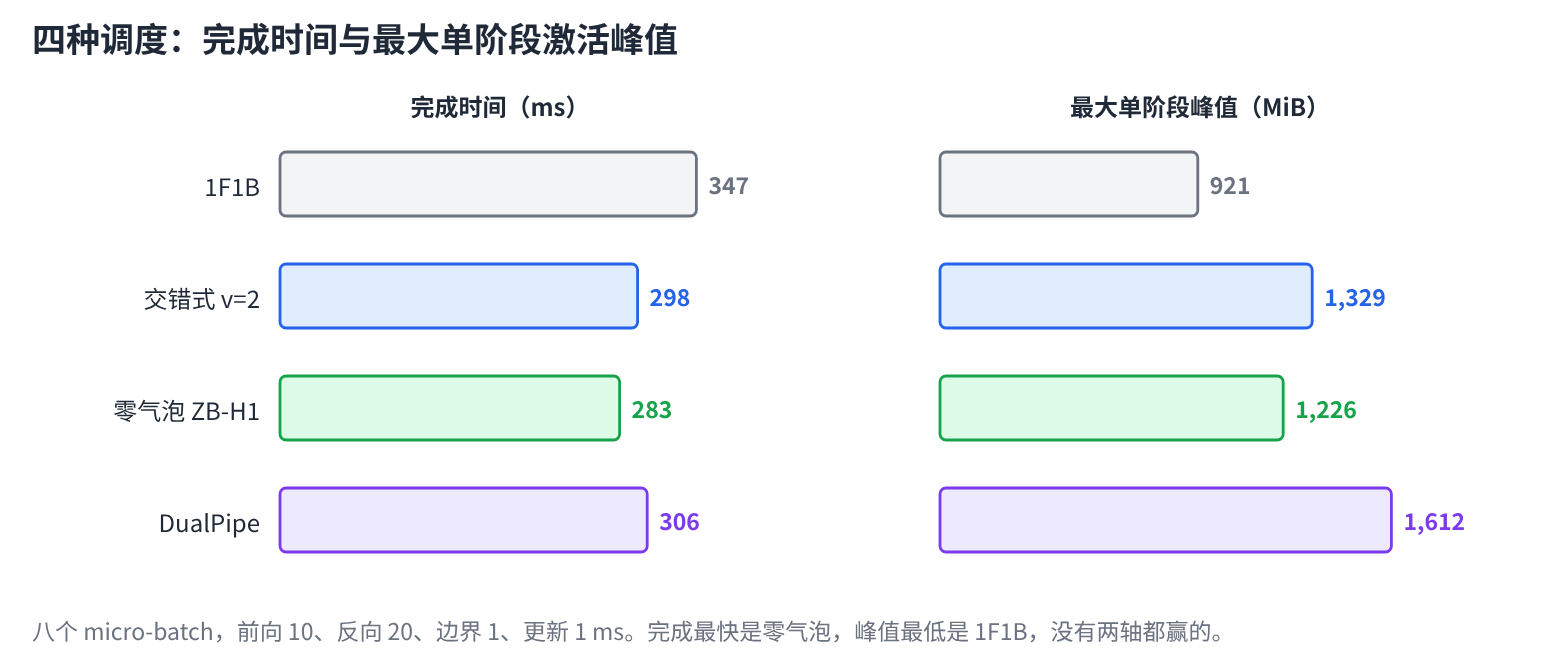 四种调度：完成时间与最大单阶段激活峰值
完成时间（ms）
最大单阶段峰值（MiB）
1F1B
347
921
交错式 v=2
298
1,329
零气泡 ZB-H1
283
1,226
DualPipe
306
1,612
八个 micro-batch，前向 10、反向 20、边界 1、更新 1 ms。完成最快是零气泡，峰值最低是 1F1B，没有两轴都赢的。